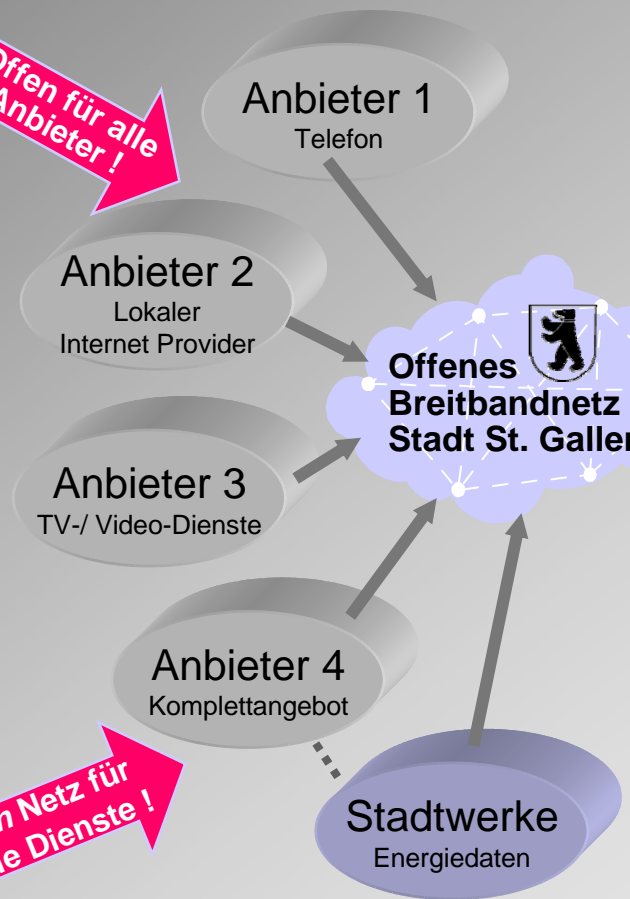 Offen für alle
Anbieter !
Anbieter 1
Telefon
Anbieter 2
Lokaler
Internet Provider
Offenes
Breitbandnetz
Stadt St. Galle
Anbieter 3
TV-/ Video-Dienste
Anbieter 4
Komplettangebot
Netz für
Dienste !
Stadtwerke
Energiedaten